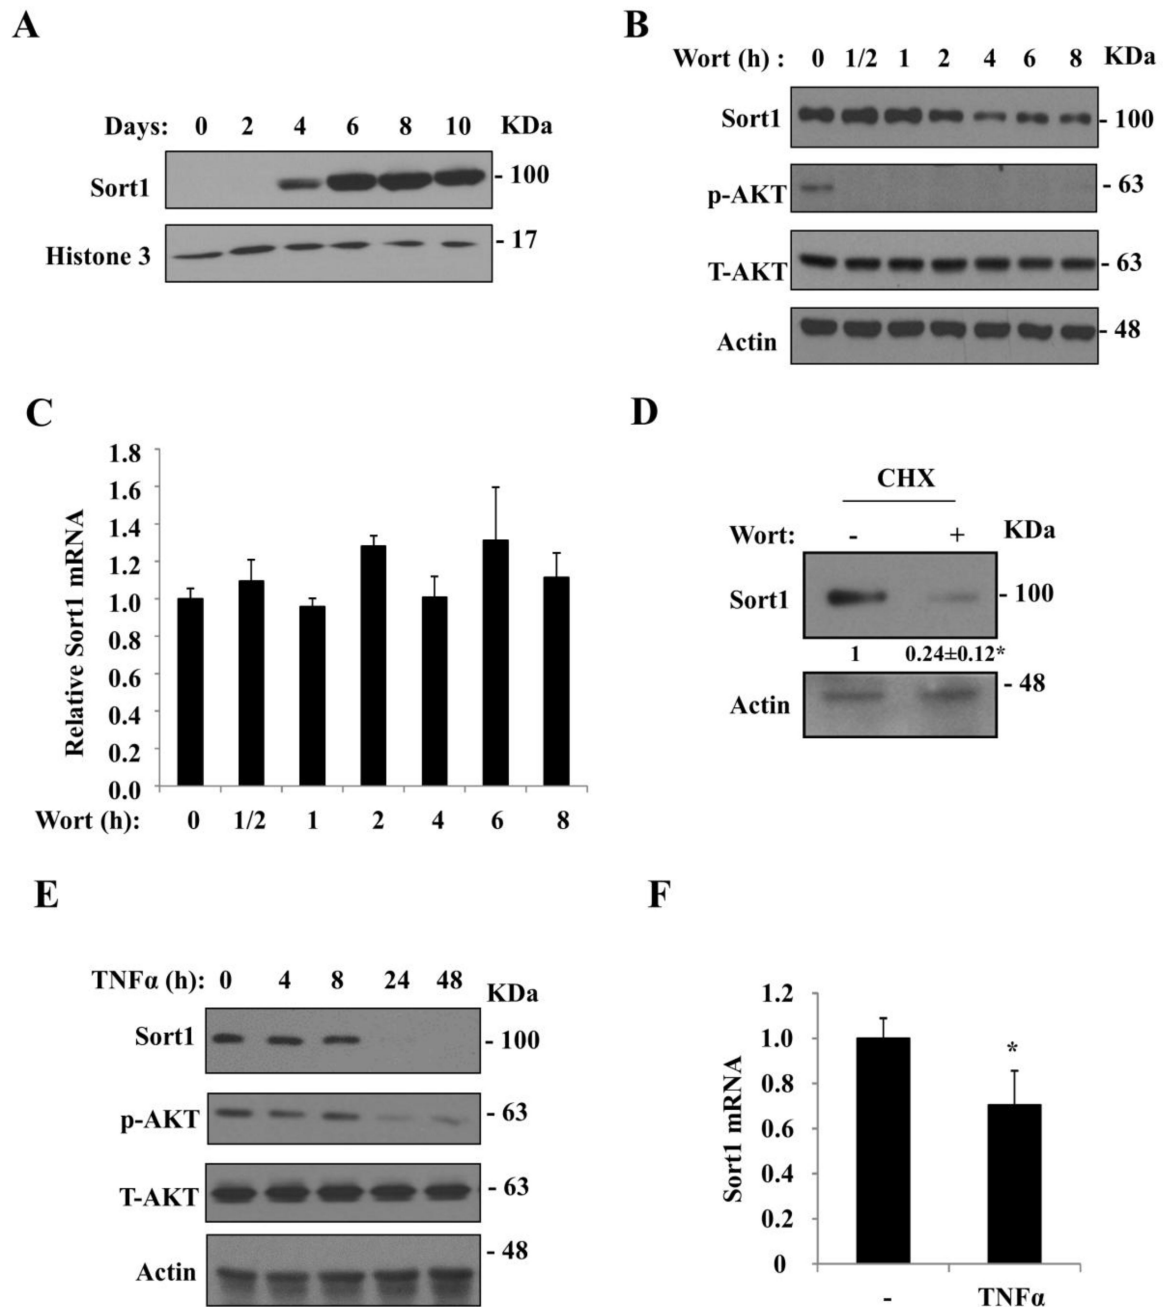 A
Days: 0 2 4 6 8 10 KDa
Sort1 - 100
Histone 3 - 17
B
Wort (h) : 0 1/2 1 2 4 6 8 KDa
Sort1 - 100
p-AKT - 63
T-AKT - 63
Actin - 48
C
Relative Sort1 mRNA
1.8
1.6
1.4
1.2
1.0
0.8
0.6
0.4
0.2
0.0
Wort (h): 0 1/2 1 2 4 6 8
D
CHX
Wort: - + KDa
Sort1 - 100
1 0.24±0.12*
Actin - 48
E
TNFα (h): 0 4 8 24 48 KDa
Sort1 - 100
p-AKT - 63
T-AKT - 63
Actin - 48
F
Sort1 mRNA
1.2
1.0
0.8
0.6
0.4
0.2
0
*
- TNFα